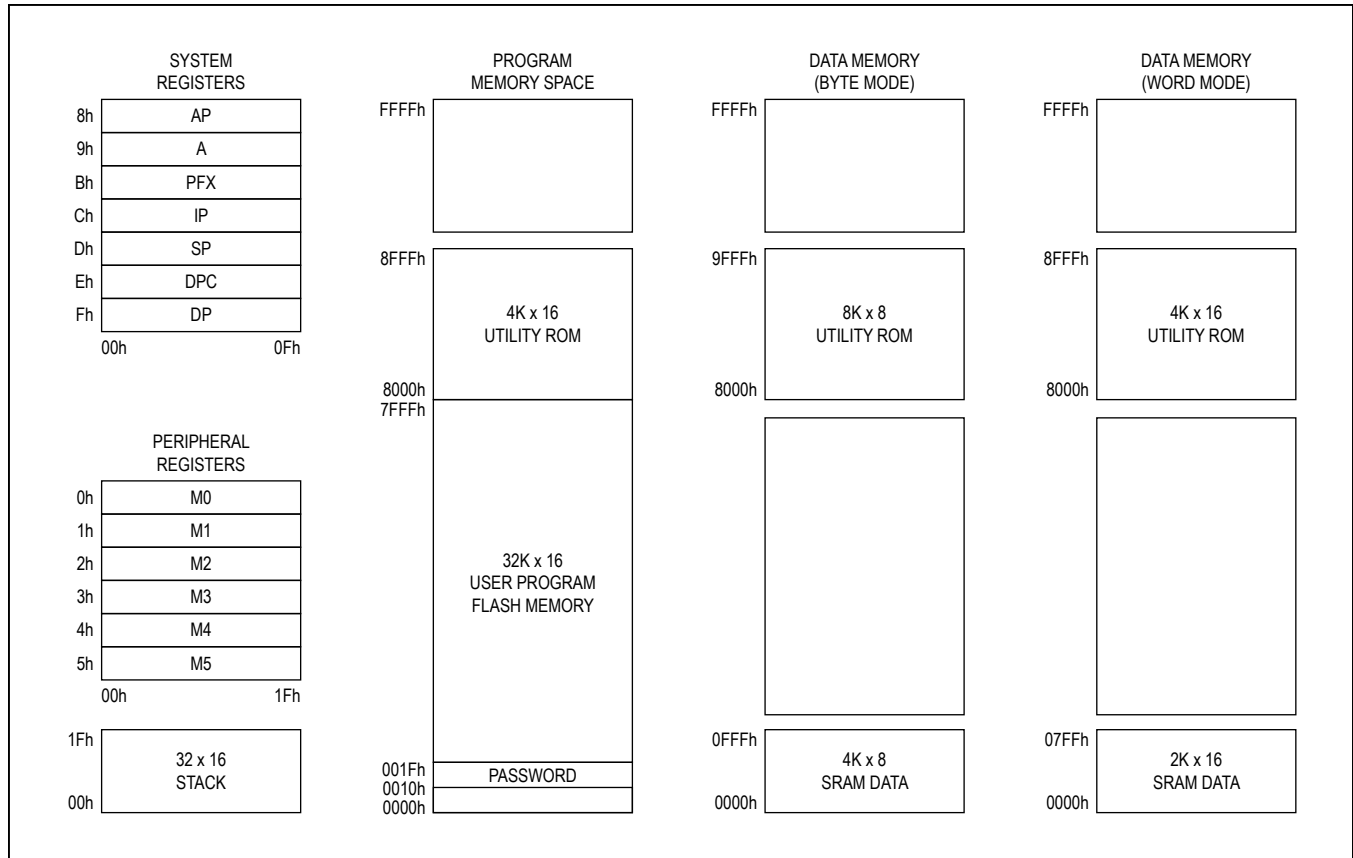 SYSTEM
REGISTERS
8h AP
9h A
Bh PFX
Ch IP
Dh SP
Eh DPC
Fh DP
00h 0Fh
PERIPHERAL
REGISTERS
0h M0
1h M1
2h M2
3h M3
4h M4
5h M5
00h 1Fh
1Fh
32 x 16
STACK
00h
PROGRAM
MEMORY SPACE
FFFFh
8FFFh
4K x 16
UTILITY ROM
8000h
7FFFh
32K x 16
USER PROGRAM
FLASH MEMORY
001Fh
PASSWORD
0010h
0000h
DATA MEMORY
(BYTE MODE)
FFFFh
9FFFh
8K x 8
UTILITY ROM
8000h
0FFFh
4K x 8
SRAM DATA
0000h
DATA MEMORY
(WORD MODE)
FFFFh
8FFFh
4K x 16
UTILITY ROM
8000h
07FFh
2K x 16
SRAM DATA
0000h